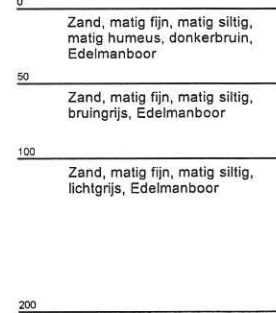 0
Zand, matig fijn, matig siltig,
matig humeus, donkerbruin,
Edelmanboor
50
Zand, matig fijn, matig siltig,
bruingrijs, Edelmanboor
100
Zand, matig fijn, matig siltig,
lichtgrijs, Edelmanboor
200